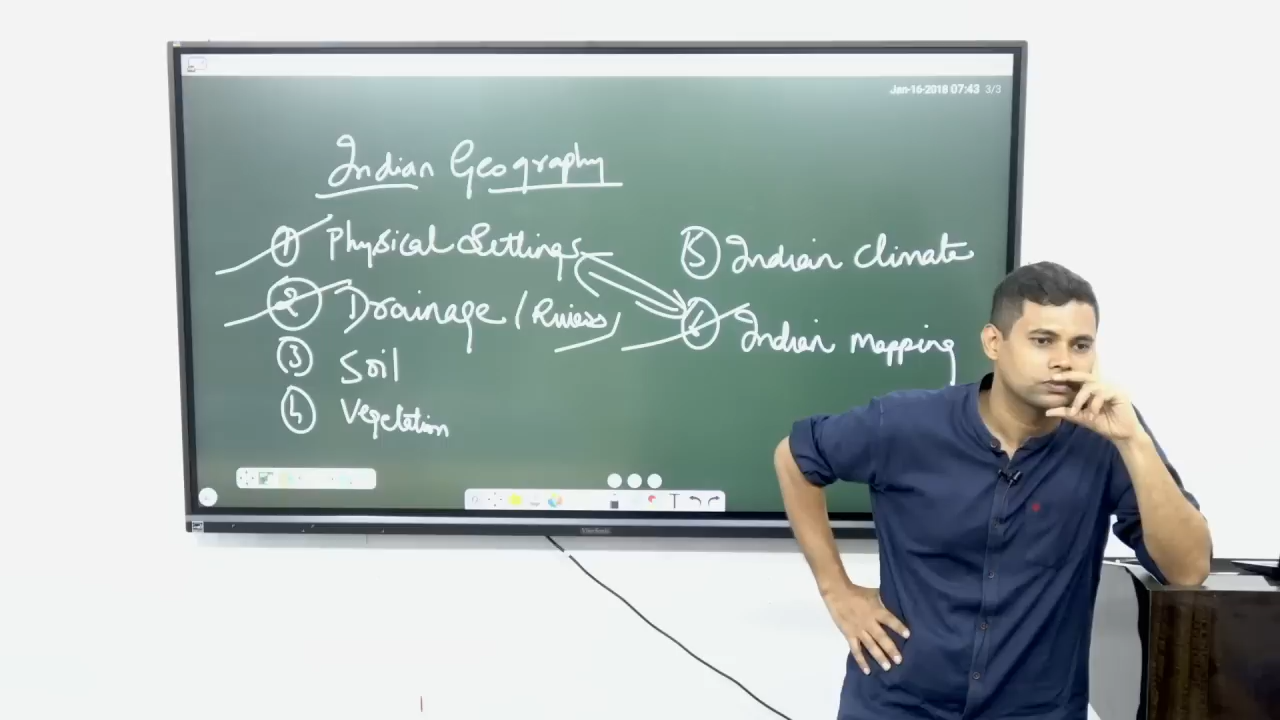 Jan-16-2018 07:43 3/3
Indian Geography
① Physical Settings
② Drainage / (Rivers)
③ Soil
④ Vegetation
⑤ Indian climate
⑥ Indian Mapping